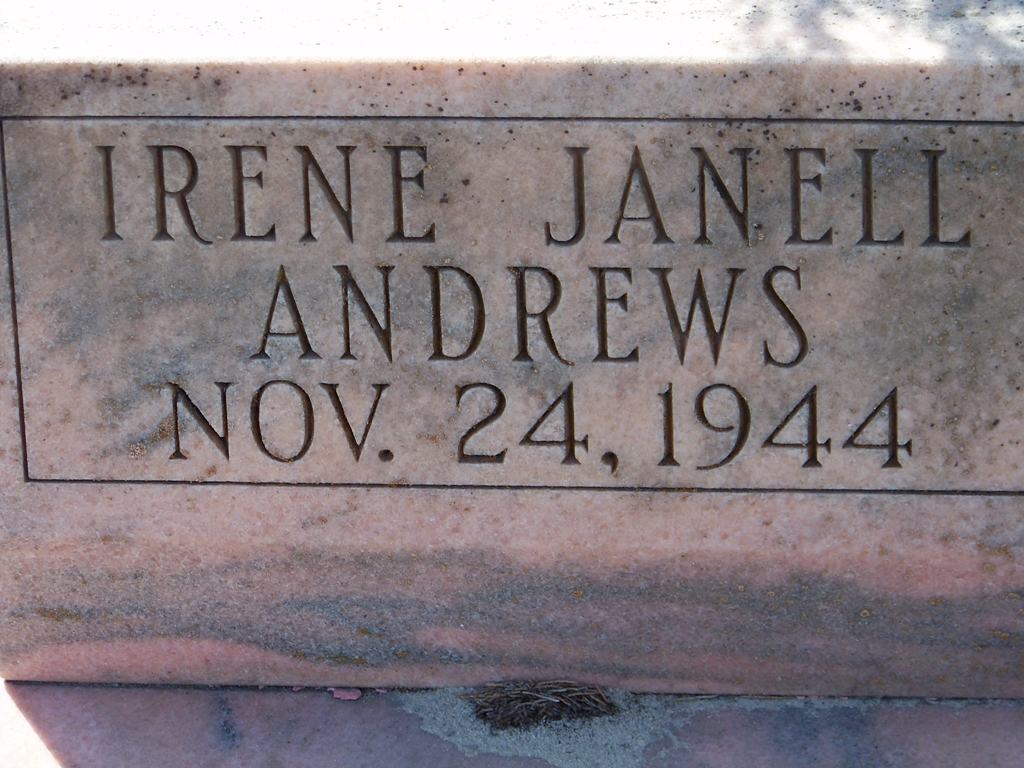 IRENE JANELL
ANDREWS
NOV. 24, 1944